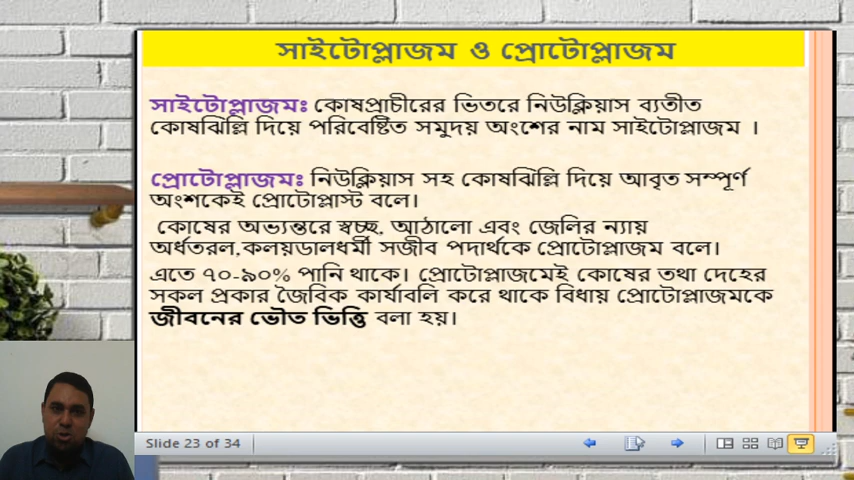 সাইটোপ্লাজম ও প্রোটোপ্লাজম
সাইটোপ্লাজমঃ কোষপ্রাচীরের ভিতরে নিউক্লিয়াস ব্যতীত
কোষঝিল্লি দিয়ে পরিবেষ্টিত সমুদয় অংশের নাম সাইটোপ্লাজম ।
প্রোটোপ্লাজমঃ নিউক্লিয়াস সহ কোষঝিল্লি দিয়ে আবৃত সম্পূর্ণ
অংশকেই প্রোটোপ্লাস্ট বলে।
কোষের অভ্যন্তরে স্বচ্ছ, আঠালো এবং জেলির ন্যায়
অর্ধতরল,কলয়ডালধর্মী সজীব পদার্থকে প্রোটোপ্লাজম বলে।
এতে ৭০-৯০% পানি থাকে। প্রোটোপ্লাজমেই কোষের তথা দেহের
সকল প্রকার জৈবিক কার্যাবলি করে থাকে বিধায় প্রোটোপ্লাজমকে
জীবনের ভৌত ভিত্তি বলা হয়।
Slide 23 of 34